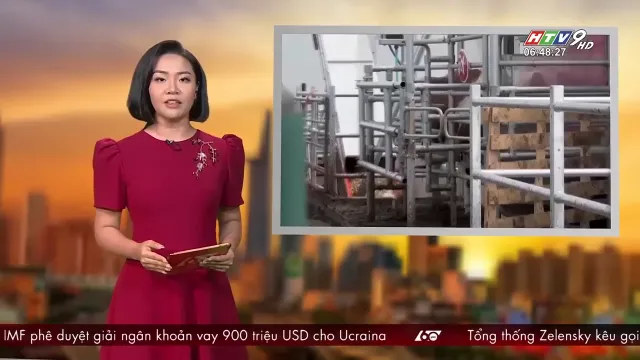 HTV9 HD
06:48:27
IMF phê duyệt giải ngân khoản vay 900 triệu USD cho Ucraina
60
Tổng thống Zelensky kêu gọi